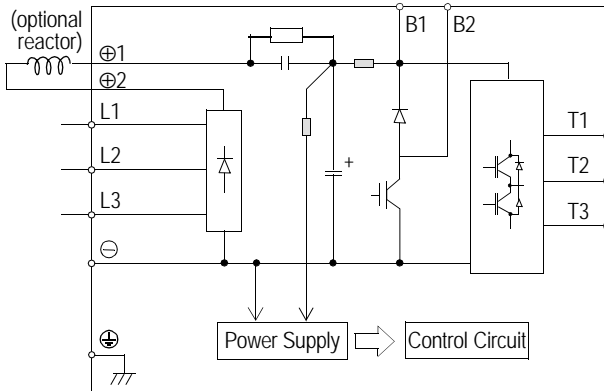 (optional
reactor)
B1 B2
⊕1
⊕2
L1
L2
L3
T1
T2
T3
+
⊖
Power Supply
Control Circuit